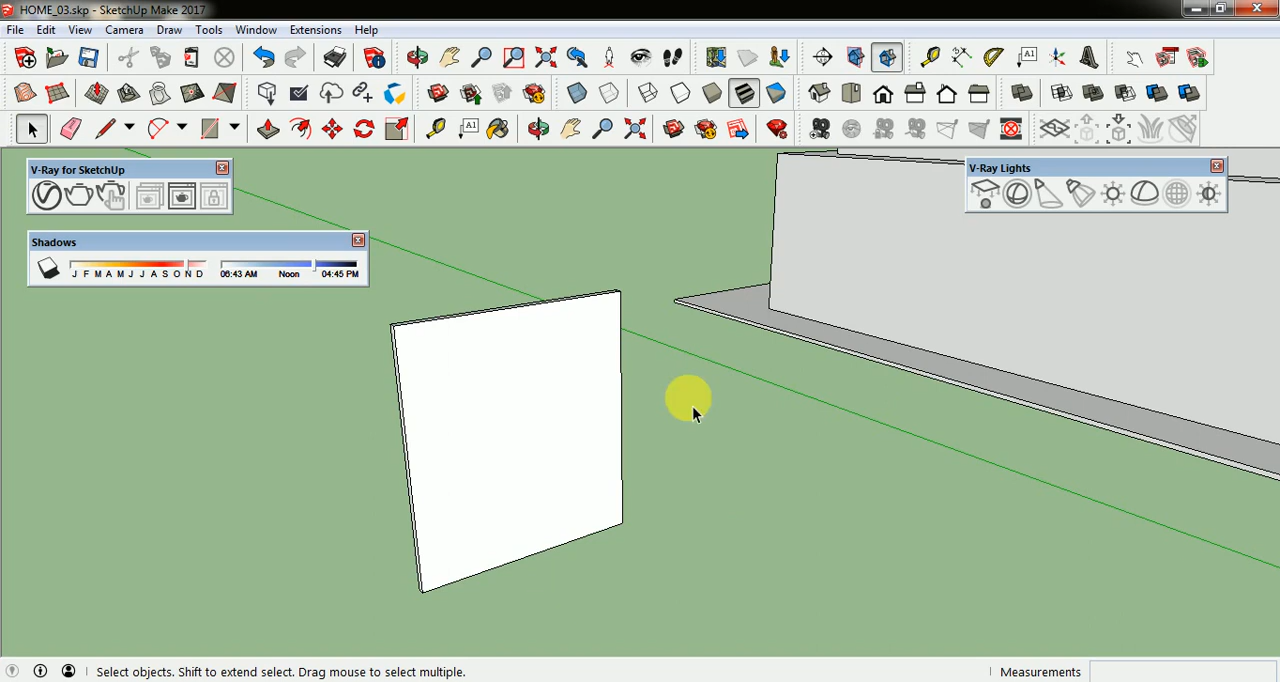 HOME_03.skp - SketchUp Make 2017
File Edit View Camera Draw Tools Window Extensions Help
A1
A1
V-Ray for SketchUp
V-Ray Lights
Shadows
J F M A M J J A S O N D
06:43 AM Noon 04:45 PM
Select objects. Shift to extend select. Drag mouse to select multiple.
Measurements